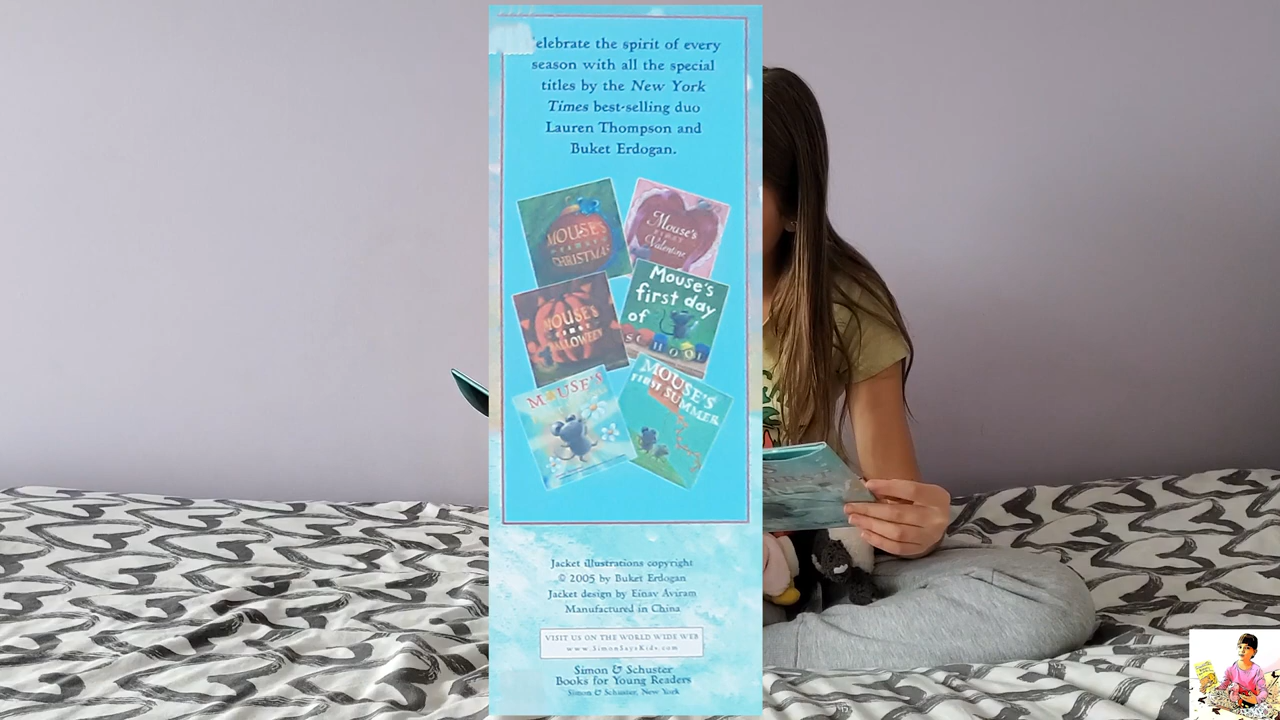 elebrate the spirit of every
season with all the special
titles by the New York
Times best-selling duo
Lauren Thompson and
Buket Erdogan.
MOUSE'S
FIRST
CHRISTMAS
Mouse's
FIRST
Valentine
Mouse's
first day
of
SCHOOL
MOUSE'S
FIRST
HALLOWEEN
MOUSE'S
MOUSE'S
FIRST SUMMER
Jacket illustrations copyright
© 2005 by Buket Erdogan
Jacket design by Einav Aviram
Manufactured in China
VISIT US ON THE WORLD WIDE WEB
www.SimonSaysKids.com
Simon & Schuster
Books for Young Readers
Simon & Schuster, New York